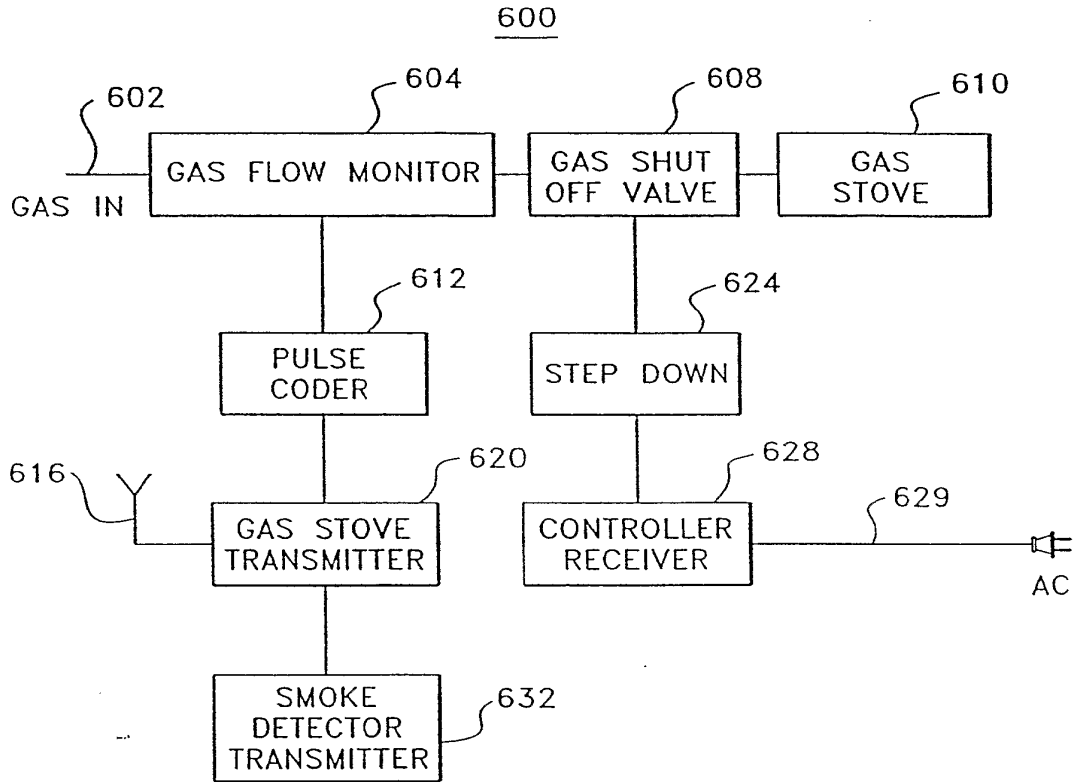 600
602
604
608
610
GAS IN
GAS FLOW MONITOR
GAS SHUT
OFF VALVE
GAS
STOVE
612
624
PULSE
CODER
STEP DOWN
616
620
628
629
GAS STOVE
TRANSMITTER
CONTROLLER
RECEIVER
AC
SMOKE
DETECTOR
TRANSMITTER
632